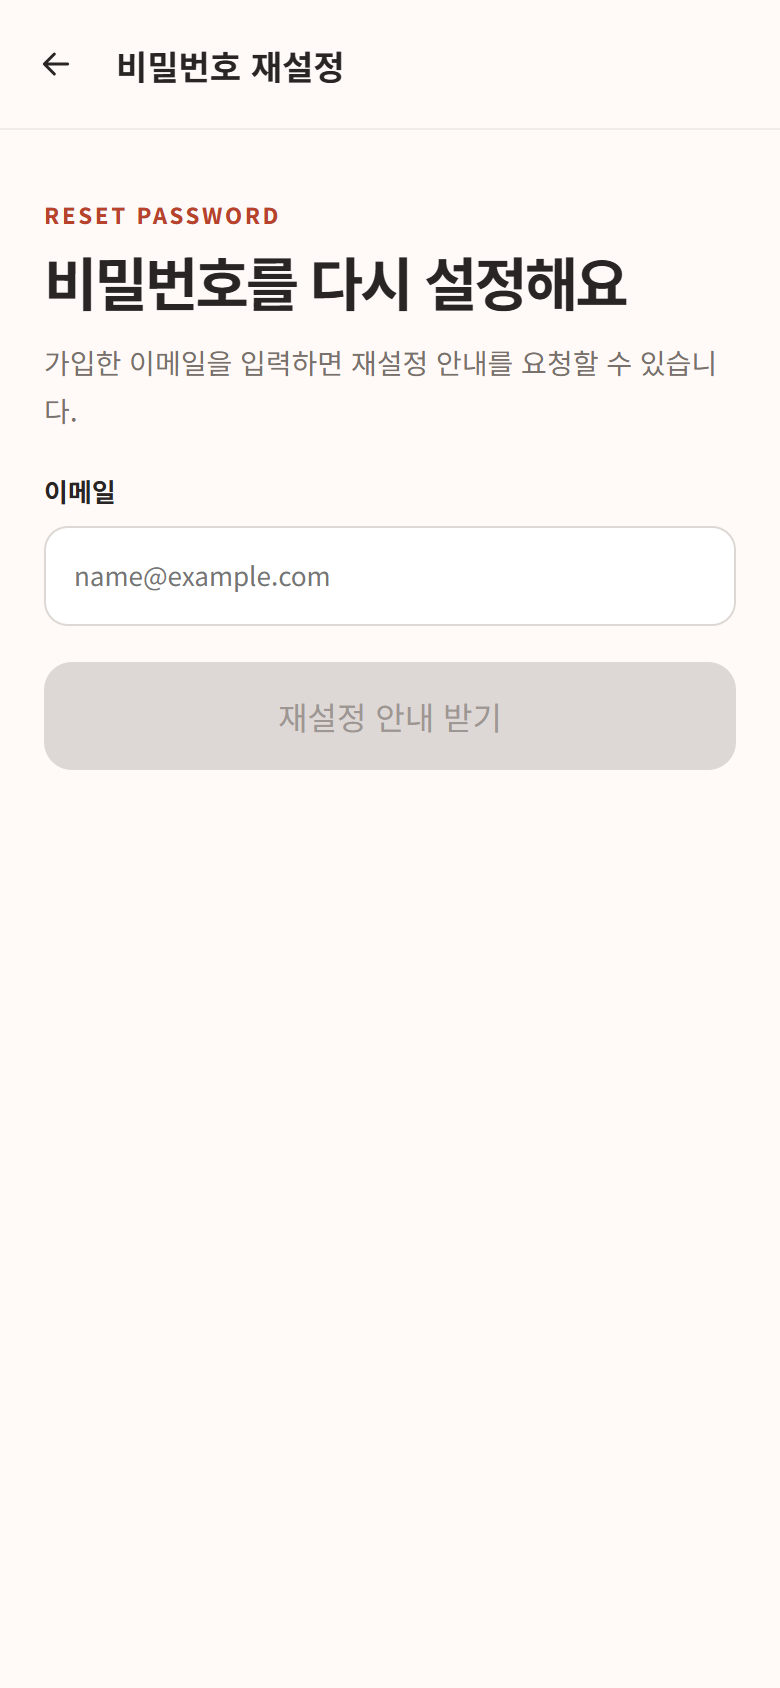 비밀번호 재설정
RESET PASSWORD
비밀번호를 다시 설정해요
가입한 이메일을 입력하면 재설정 안내를 요청할 수 있습니
다.
이메일
name@example.com
재설정 안내 받기